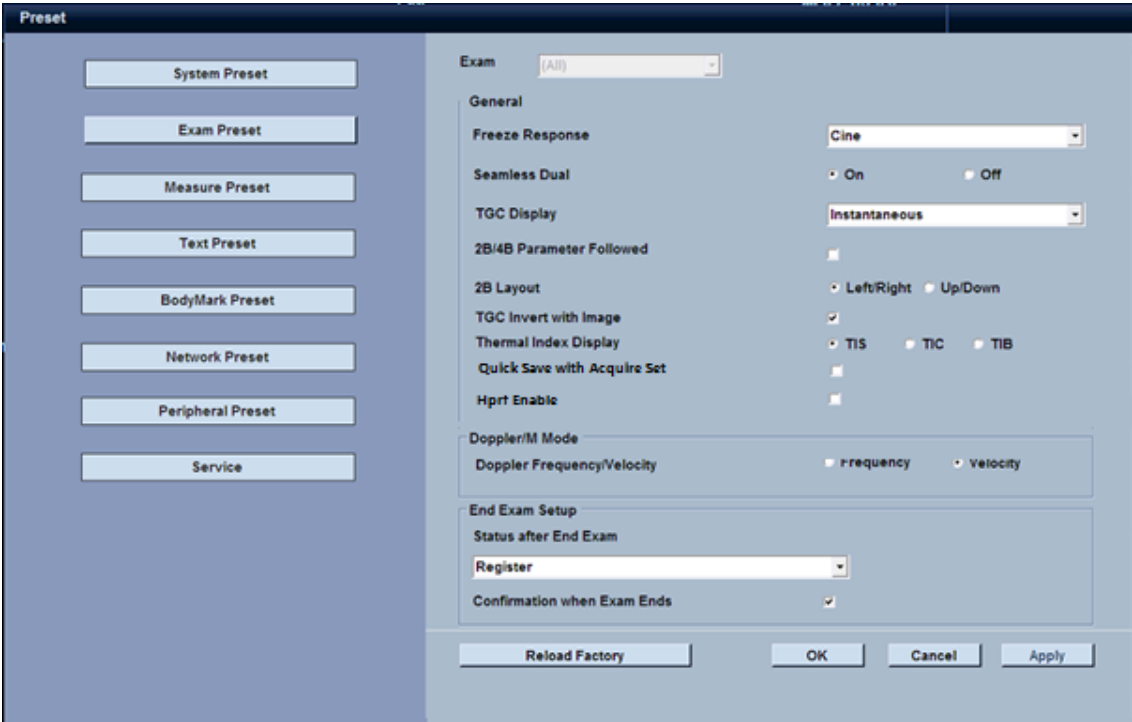 Preset
System Preset
Exam Preset
Measure Preset
Text Preset
BodyMark Preset
Network Preset
Peripheral Preset
Service
Exam (All)
General
Freeze Response Cine
Seamless Dual On Off
TGC Display Instantaneous
2B/4B Parameter Followed
2B Layout Left/Right Up/Down
TGC Invert with Image
Thermal Index Display TIS TIC TIB
Quick Save with Acquire Set
Hprf Enable
Doppler/M Mode
Doppler Frequency/Velocity Frequency Velocity
End Exam Setup
Status after End Exam
Register
Confirmation when Exam Ends
Reload Factory OK Cancel Apply